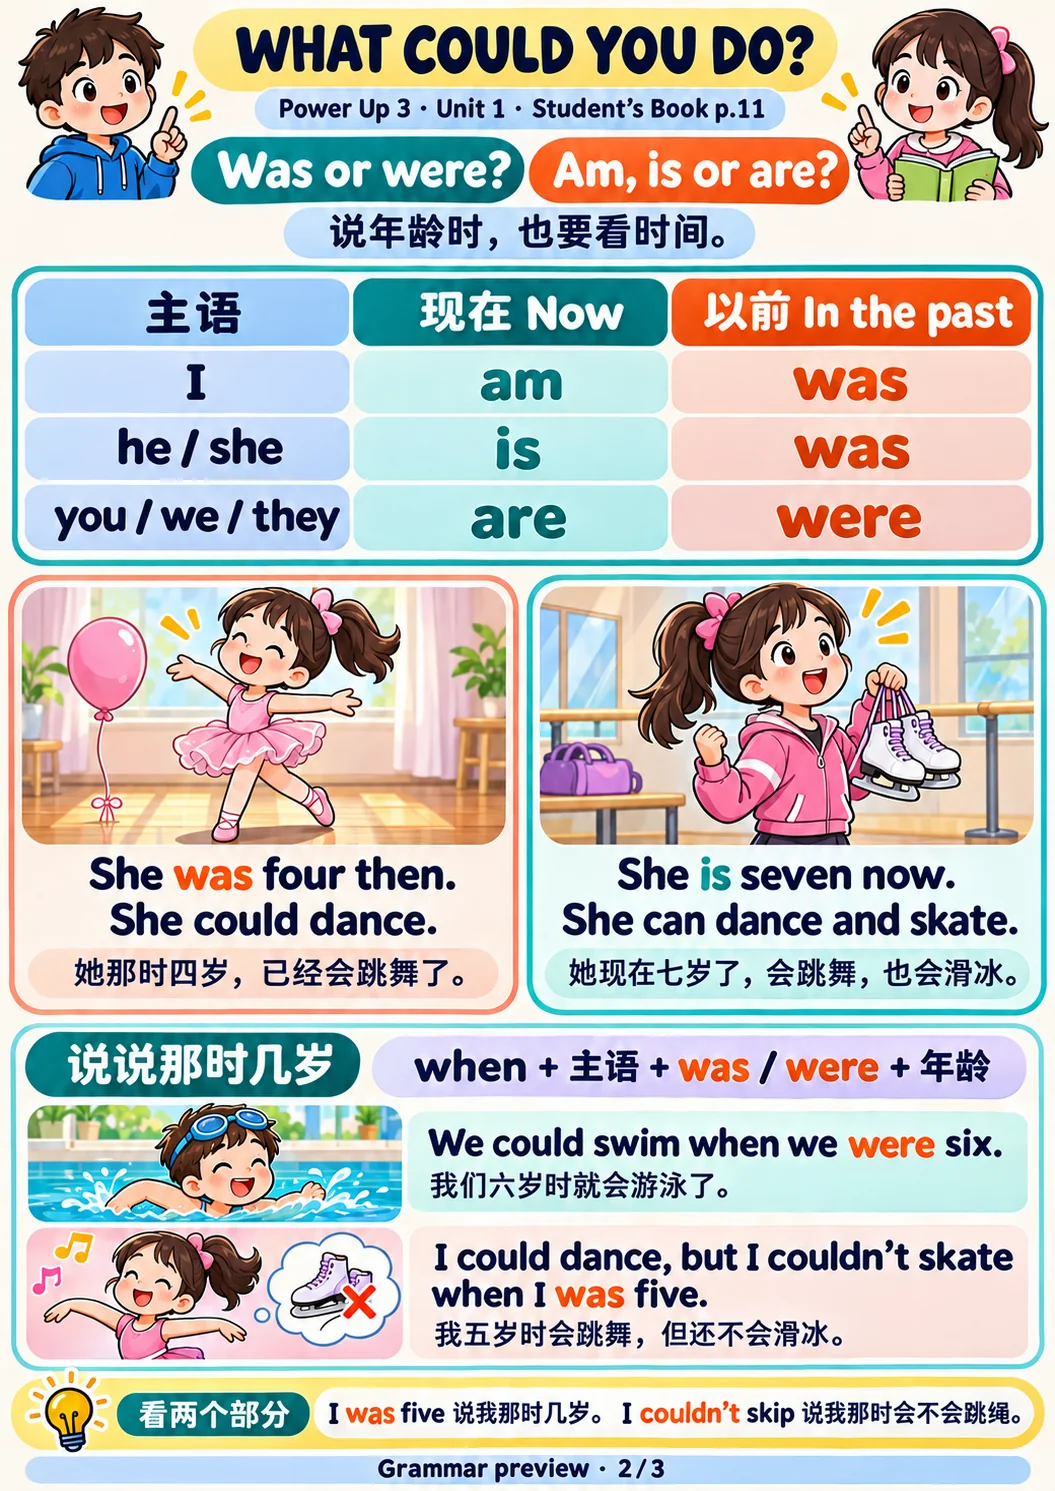 WHAT COULD YOU DO?
Power Up 3 · Unit 1 · Student's Book p.11
Was or were? Am, is or are?
说年龄时，也要看时间。
主语 现在 Now 以前 In the past
I am was
he / she is was
you / we / they are were
She was four then.
She could dance.
她那时四岁，已经会跳舞了。
She is seven now.
She can dance and skate.
她现在七岁了，会跳舞，也会滑冰。
说说那时几岁 when + 主语 + was / were + 年龄
We could swim when we were six.
我们六岁时就会游泳了。
I could dance, but I couldn't skate
when I was five.
我五岁时会跳舞，但还不会滑冰。
看两个部分 I was five 说我那时几岁。 I couldn't skip 说我那时会不会跳绳。
Grammar preview · 2 / 3